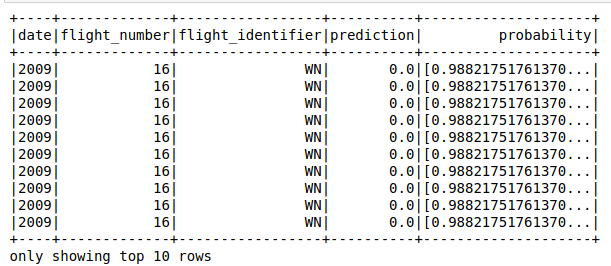 +----+-------------+-----------------+----------+--------------------+
|date|flight_number|flight_identifier|prediction|         probability|
+----+-------------+-----------------+----------+--------------------+
|2009|           16|               WN|       0.0|[0.98821751761370...|
|2009|           16|               WN|       0.0|[0.98821751761370...|
|2009|           16|               WN|       0.0|[0.98821751761370...|
|2009|           16|               WN|       0.0|[0.98821751761370...|
|2009|           16|               WN|       0.0|[0.98821751761370...|
|2009|           16|               WN|       0.0|[0.98821751761370...|
|2009|           16|               WN|       0.0|[0.98821751761370...|
|2009|           16|               WN|       0.0|[0.98821751761370...|
|2009|           16|               WN|       0.0|[0.98821751761370...|
|2009|           16|               WN|       0.0|[0.98821751761370...|
+----+-------------+-----------------+----------+--------------------+
only showing top 10 rows